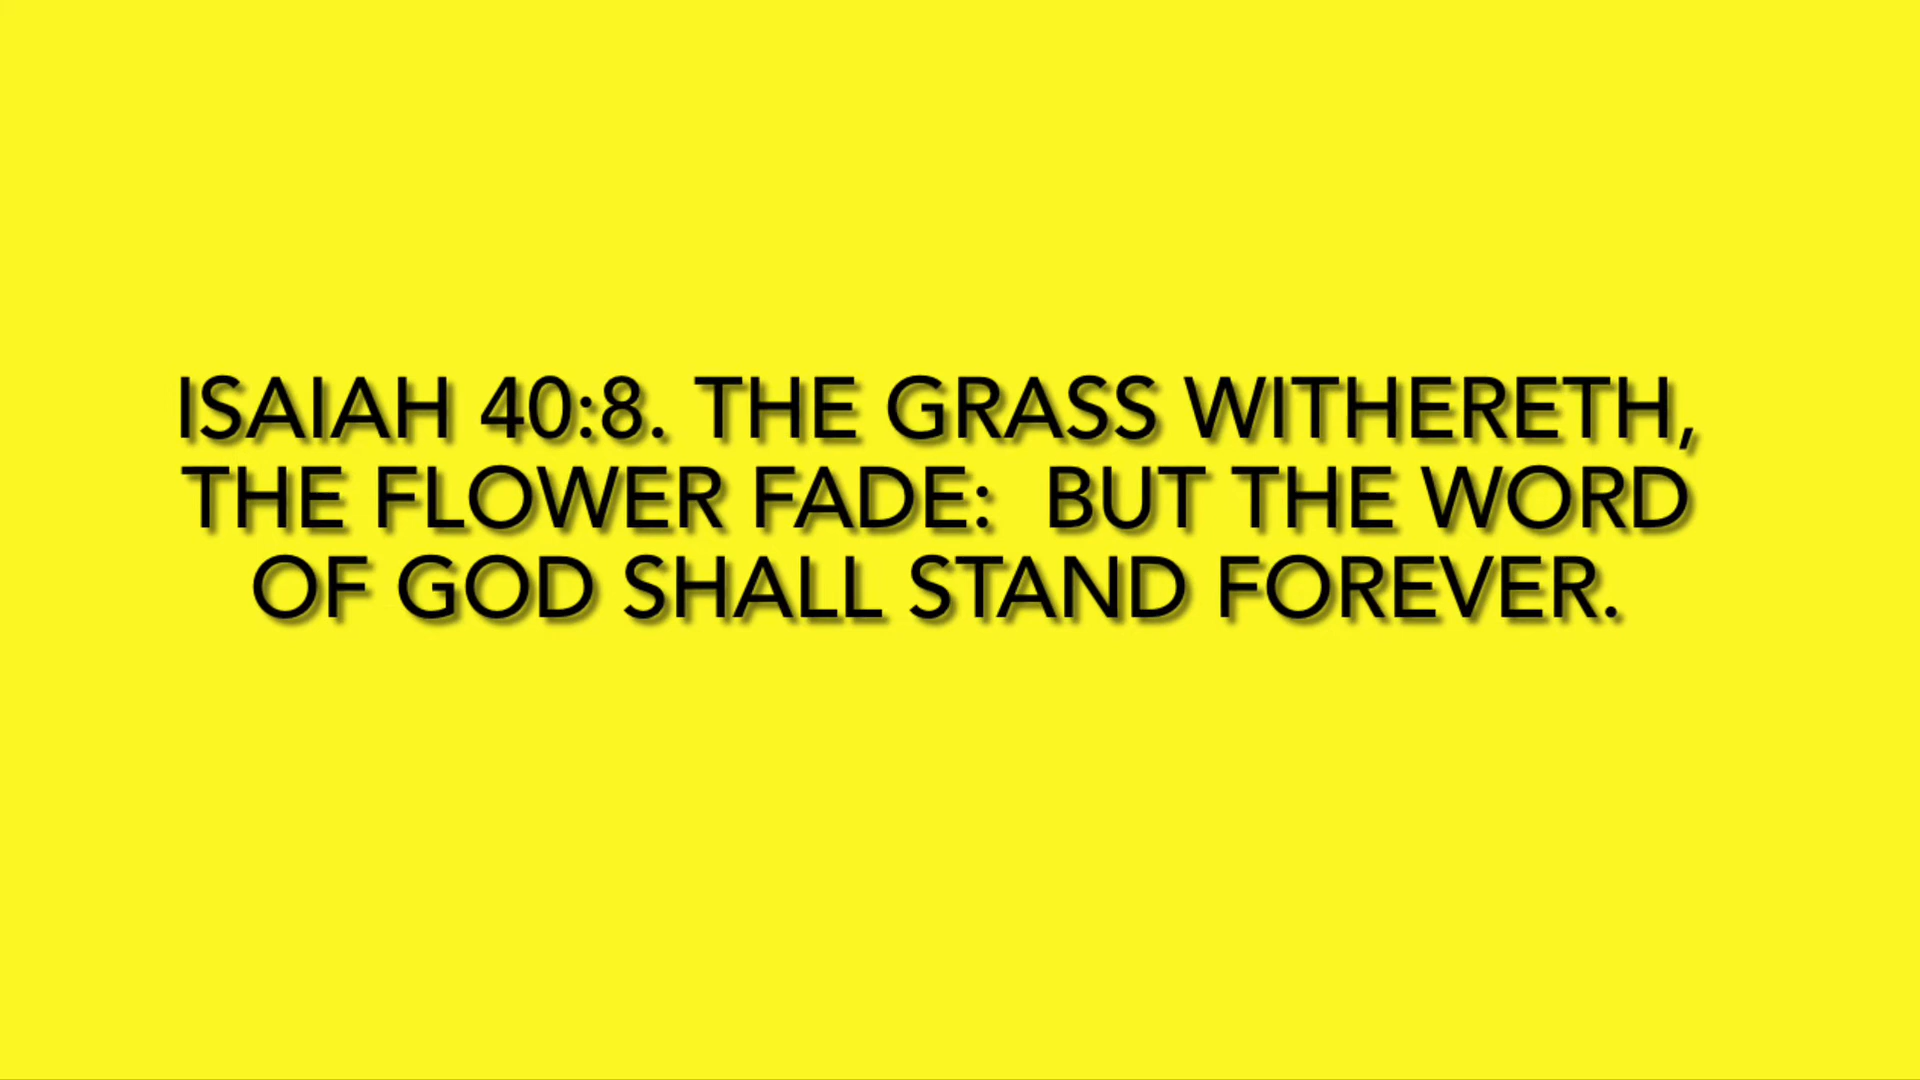 ISAIAH 40:8. THE GRASS WITHERETH,
THE FLOWER FADE:  BUT THE WORD
OF GOD SHALL STAND FOREVER.